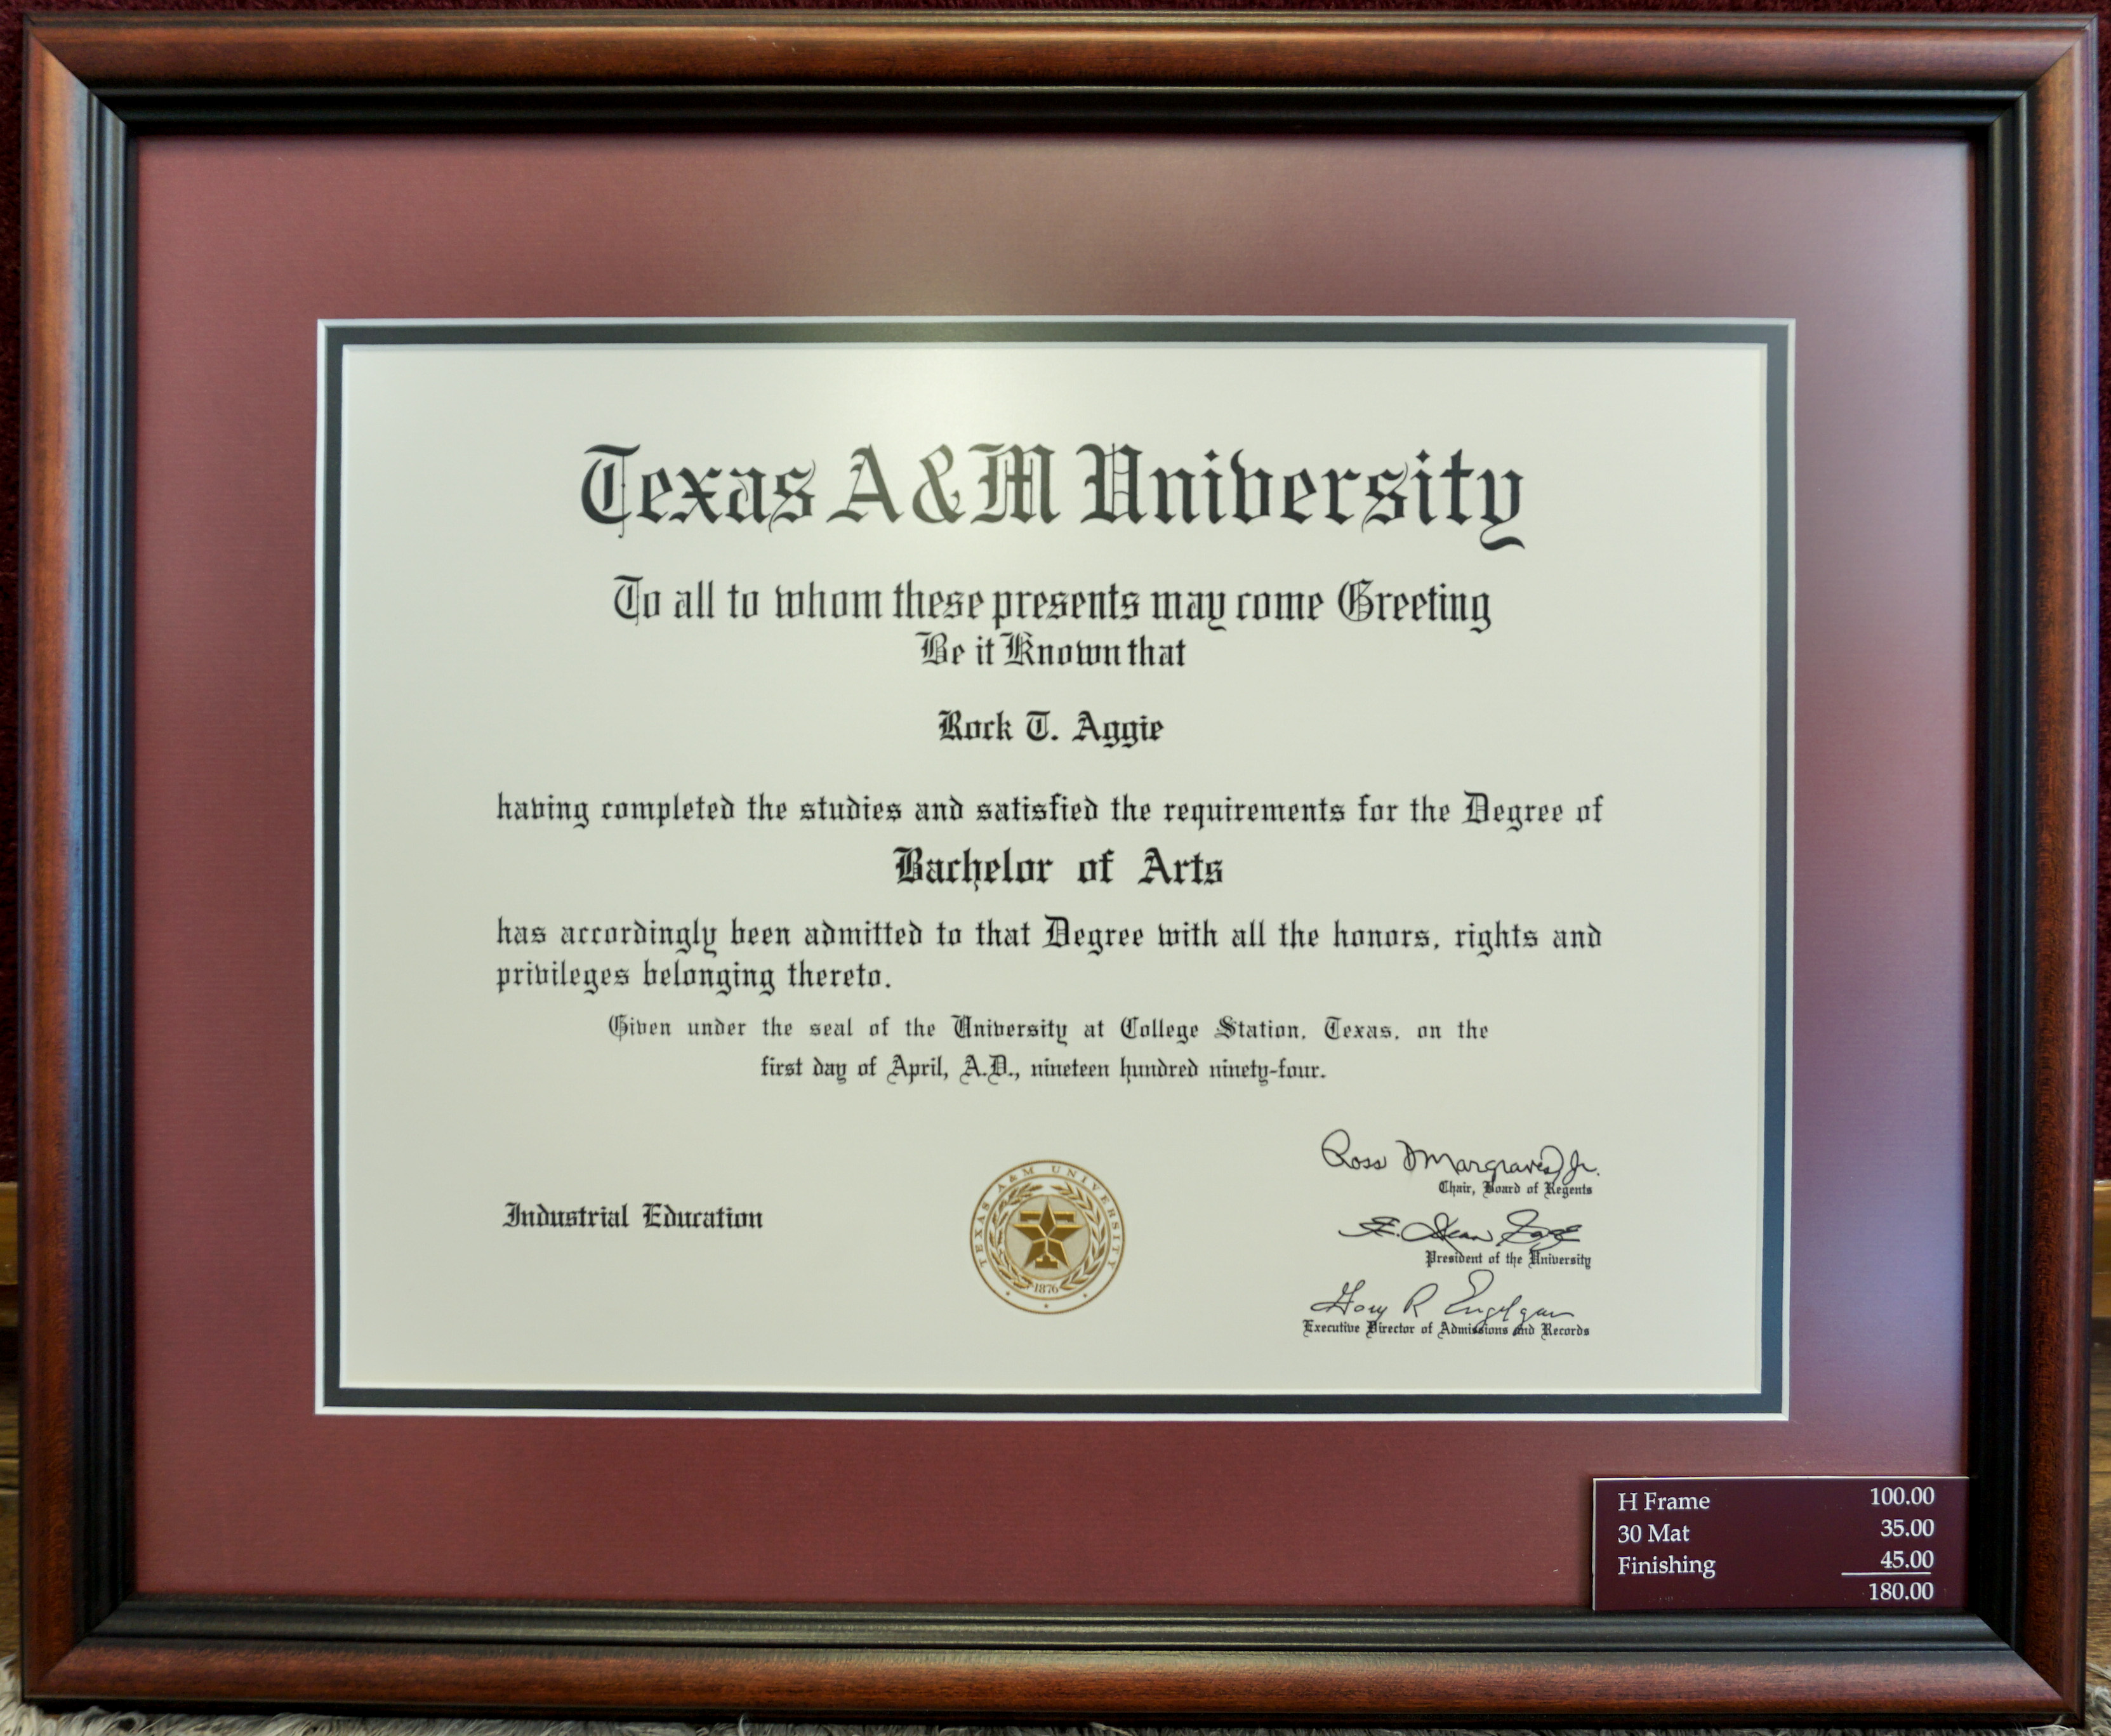 Texas A&M University
To all to whom these presents may come Greeting
Be it Known that
Rock T. Aggie
having completed the studies and satisfied the requirements for the Degree of
Bachelor of Arts
has accordingly been admitted to that Degree with all the honors, rights and
privileges belonging thereto.
Given under the seal of the University at College Station, Texas, on the
first day of April, A.D., nineteen hundred ninety-four.
Industrial Education
TEXAS A&M UNIVERSITY
T
1876
Ross Margraves Jr.
Chair, Board of Regents
E. Dean Gage
President of the University
Gary R Engelgau
Executive Director of Admissions and Records
H Frame 100.00
30 Mat 35.00
Finishing 45.00
180.00